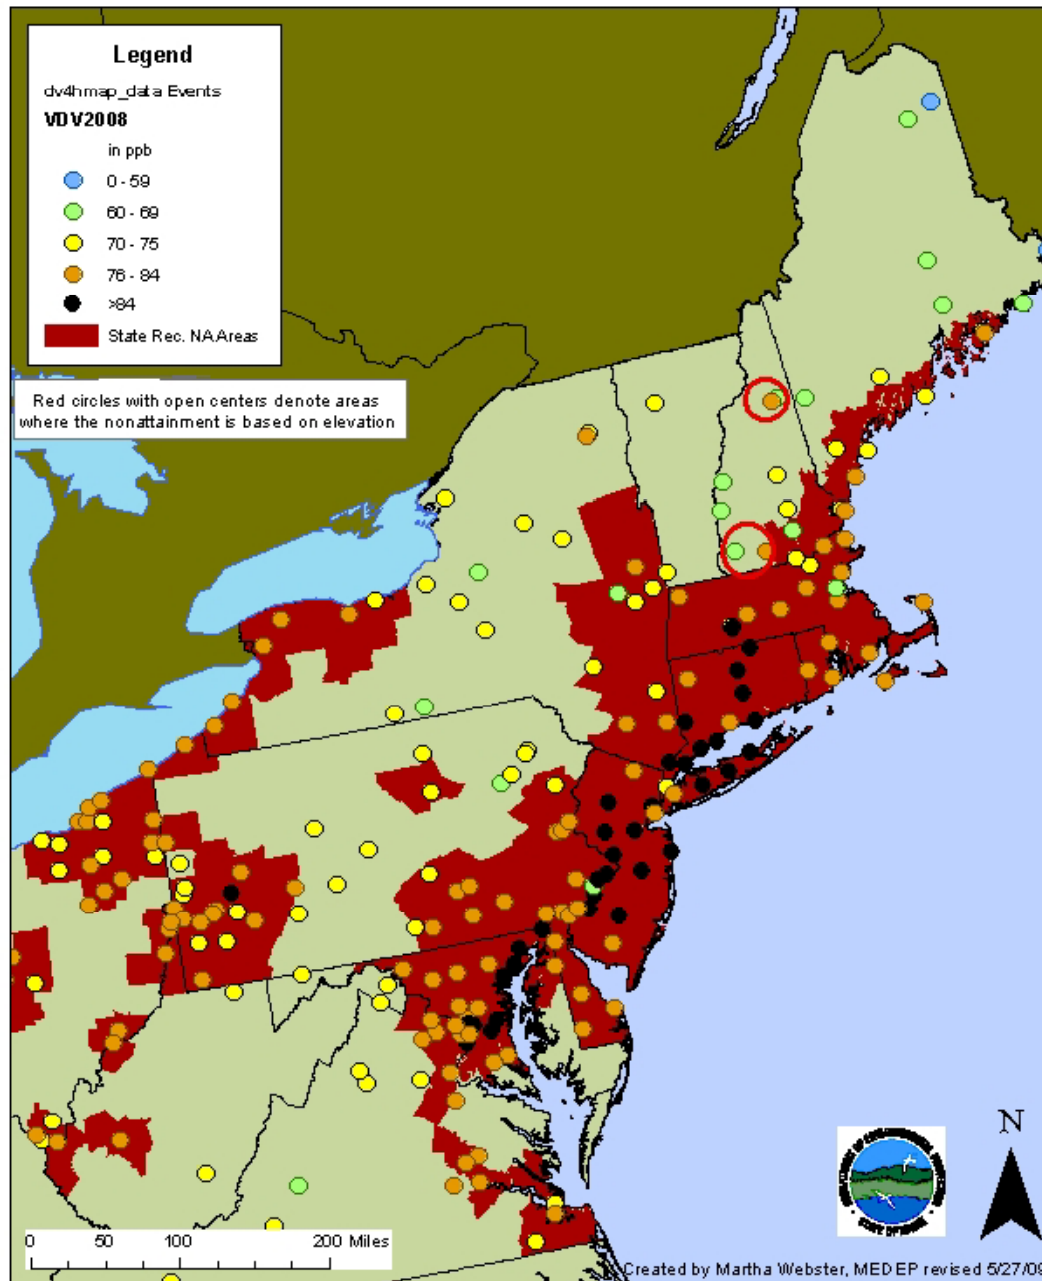 Legend
dv4hmap_data Events
VDV2008
in ppb
0 - 59
60 - 69
70 - 75
76 - 84
>84
State Rec. NA Areas
Red circles with open centers denote areas
where the nonattainment is based on elevation
N
0 50 100 200 Miles
Created by Martha Webster, MEDEP revised 5/27/09